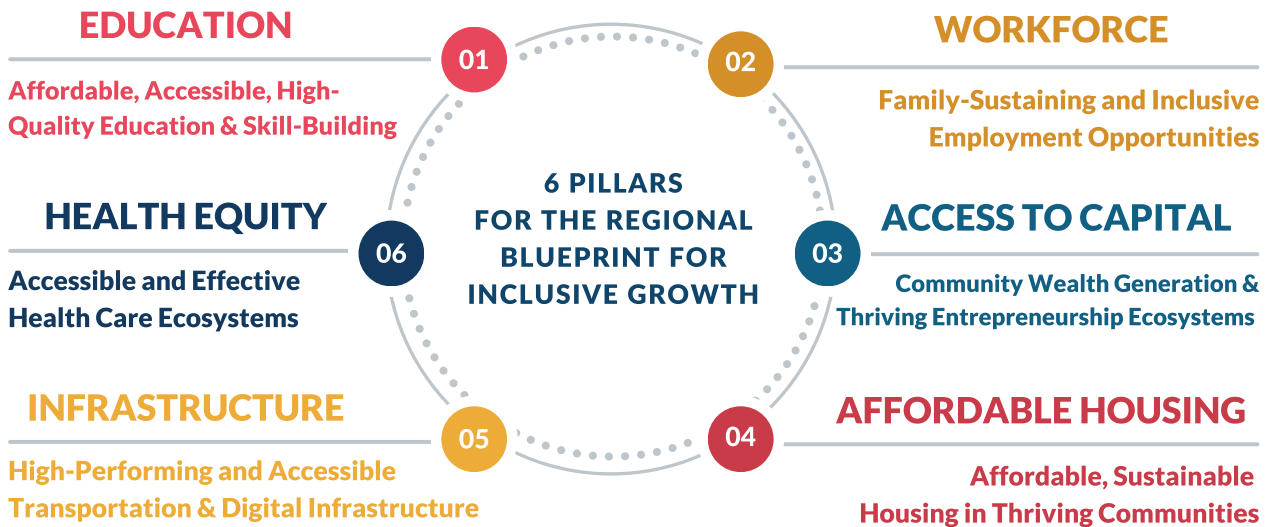 6 PILLARS
FOR THE REGIONAL
BLUEPRINT FOR
INCLUSIVE GROWTH
01
EDUCATION
Affordable, Accessible, High-
Quality Education & Skill-Building
02
WORKFORCE
Family-Sustaining and Inclusive
Employment Opportunities
03
ACCESS TO CAPITAL
Community Wealth Generation &
Thriving Entrepreneurship Ecosystems
04
AFFORDABLE HOUSING
Affordable, Sustainable
Housing in Thriving Communities
05
INFRASTRUCTURE
High-Performing and Accessible
Transportation & Digital Infrastructure
06
HEALTH EQUITY
Accessible and Effective
Health Care Ecosystems